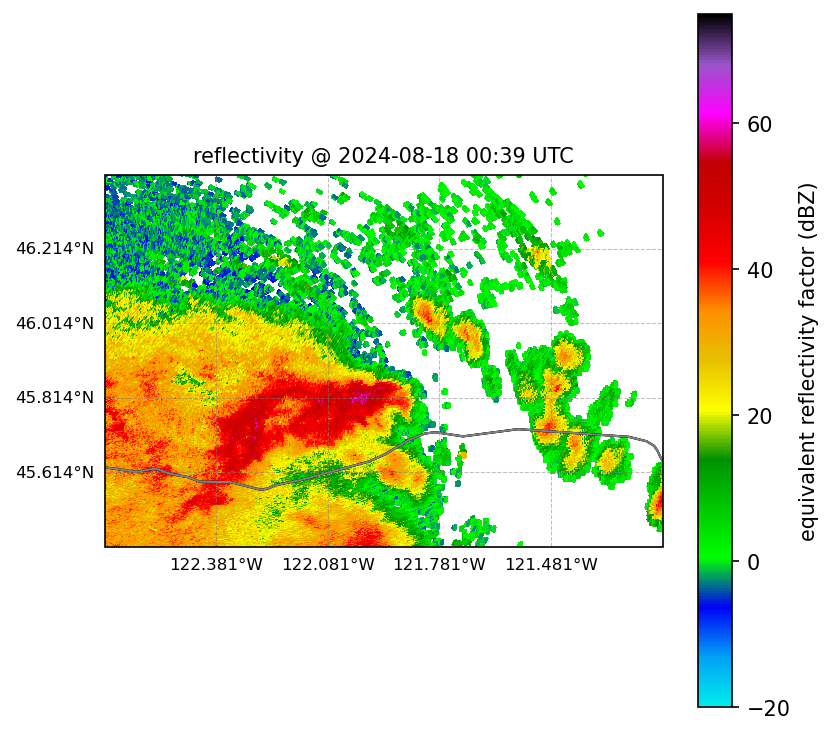 reflectivity @ 2024-08-18 00:39 UTC
46.214°N
46.014°N
45.814°N
45.614°N
122.381°W 122.081°W 121.781°W 121.481°W
60
40
20
0
−20
equivalent reflectivity factor (dBZ)